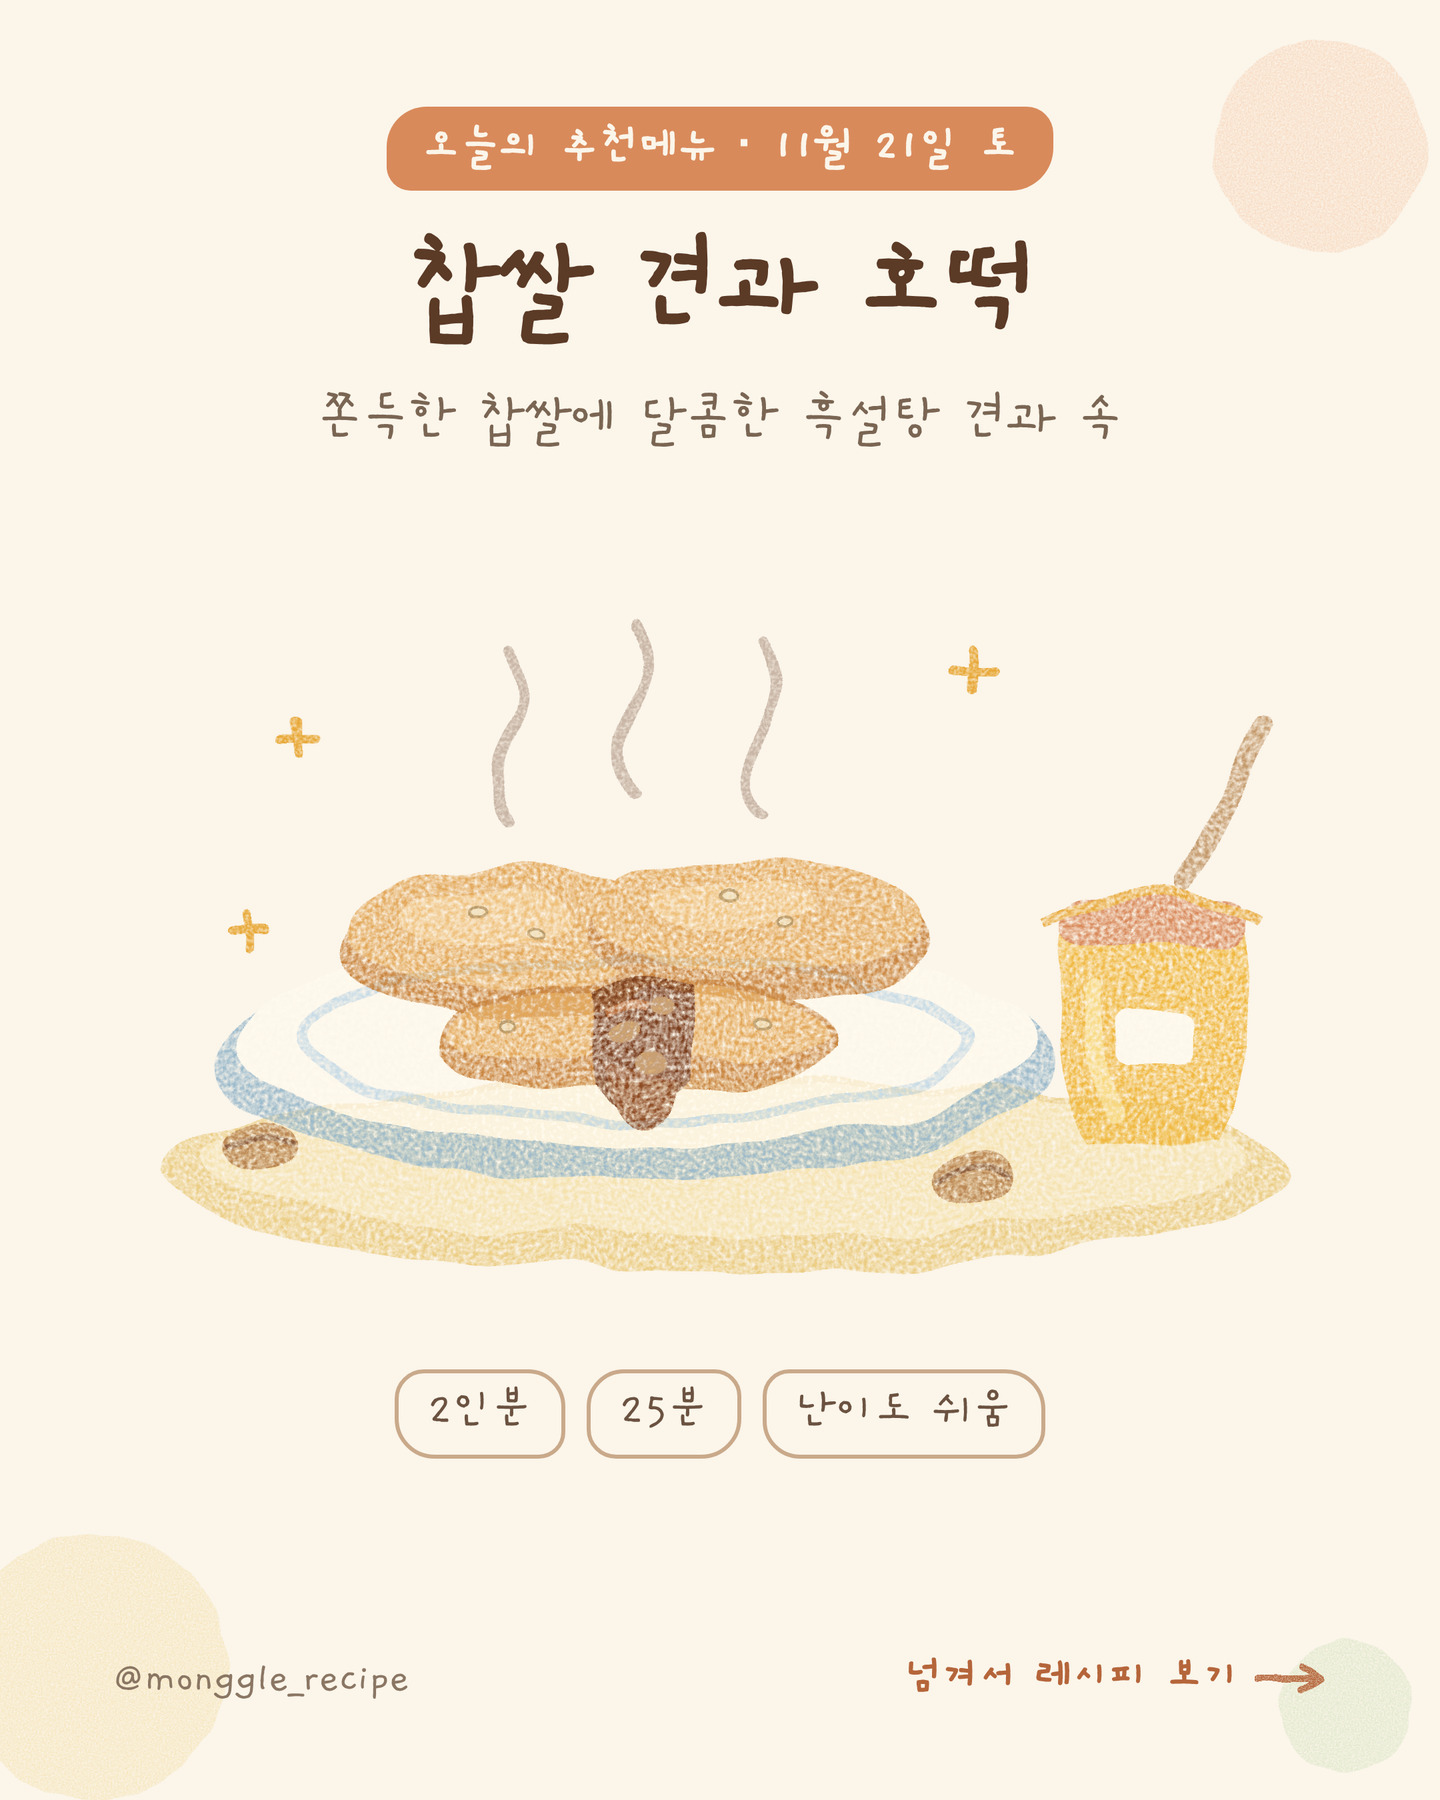 오늘의 추천메뉴 · 11월 21일 토
찹쌀 견과 호떡
쫀득한 찹쌀에 달콤한 흑설탕 견과 속
2인분
25분
난이도 쉬움
@monggle_recipe
넘겨서 레시피 보기 →